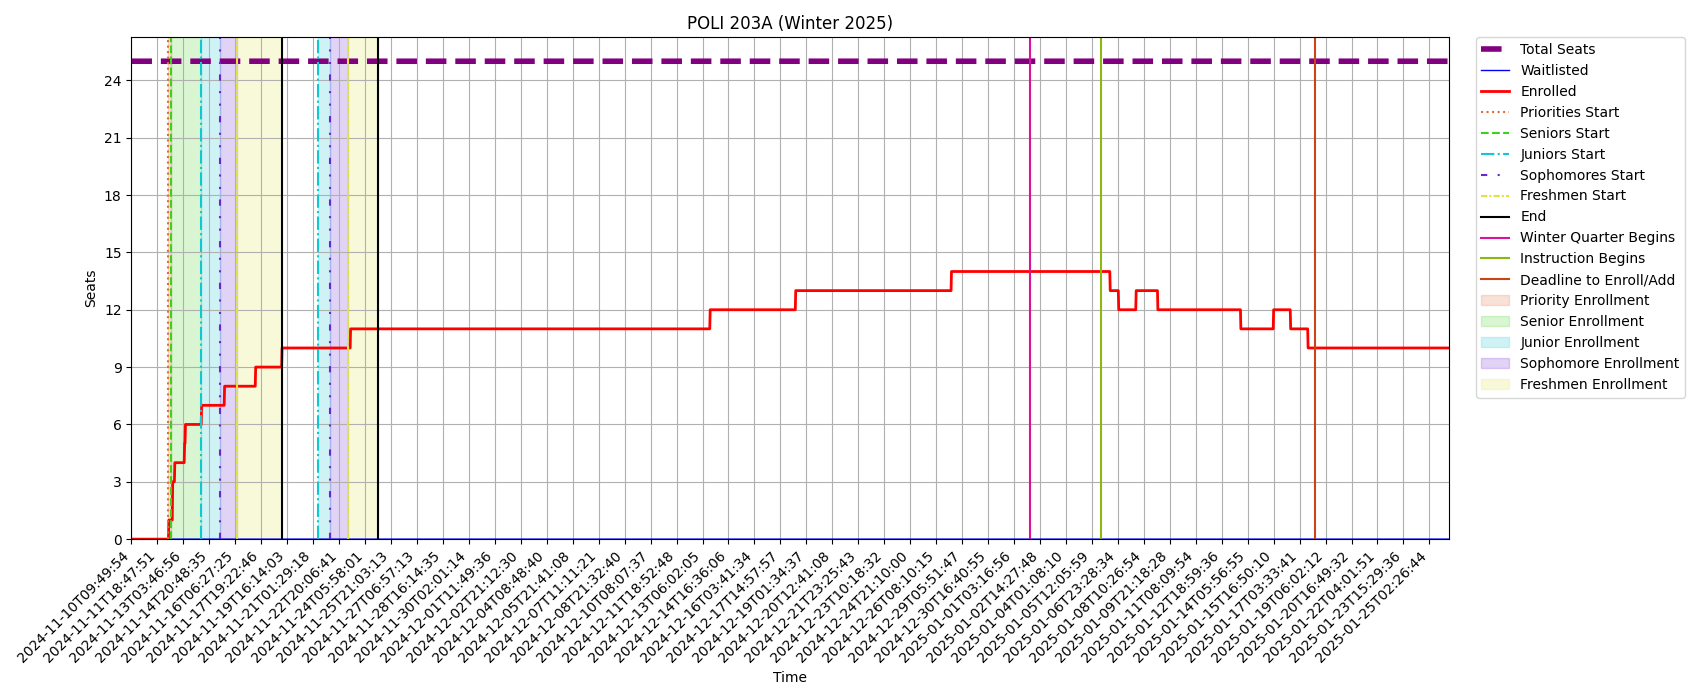 POLI 203A (Winter 2025)
Seats
24
21
18
15
12
9
6
3
0
2024-11-10T09:49:54
2024-11-11T18:47:51
2024-11-13T03:46:56
2024-11-14T20:48:35
2024-11-16T06:27:25
2024-11-17T19:22:46
2024-11-19T16:14:03
2024-11-21T01:29:18
2024-11-22T20:06:41
2024-11-24T05:58:01
2024-11-25T21:03:12
2024-11-27T06:57:13
2024-11-28T16:14:35
2024-11-30T02:01:14
2024-12-01T11:49:36
2024-12-02T21:12:30
2024-12-04T08:48:40
2024-12-05T21:41:08
2024-12-07T11:11:21
2024-12-08T21:32:40
2024-12-10T08:07:37
2024-12-11T18:52:48
2024-12-13T06:02:05
2024-12-14T16:36:06
2024-12-16T03:41:34
2024-12-17T14:57:57
2024-12-19T01:34:37
2024-12-20T12:41:08
2024-12-21T23:25:43
2024-12-23T10:18:32
2024-12-24T21:10:00
2024-12-26T08:10:15
2024-12-29T05:51:47
2024-12-30T16:40:55
2025-01-01T03:16:56
2025-01-02T14:27:48
2025-01-04T01:08:10
2025-01-05T12:05:59
2025-01-06T23:28:34
2025-01-08T10:26:54
2025-01-09T21:18:28
2025-01-11T08:09:54
2025-01-12T18:59:36
2025-01-14T05:56:55
2025-01-15T16:50:10
2025-01-17T03:33:41
2025-01-19T06:02:12
2025-01-20T16:49:32
2025-01-22T04:01:51
2025-01-23T15:29:36
2025-01-25T02:26:44
Time
Total Seats
Waitlisted
Enrolled
Priorities Start
Seniors Start
Juniors Start
Sophomores Start
Freshmen Start
End
Winter Quarter Begins
Instruction Begins
Deadline to Enroll/Add
Priority Enrollment
Senior Enrollment
Junior Enrollment
Sophomore Enrollment
Freshmen Enrollment